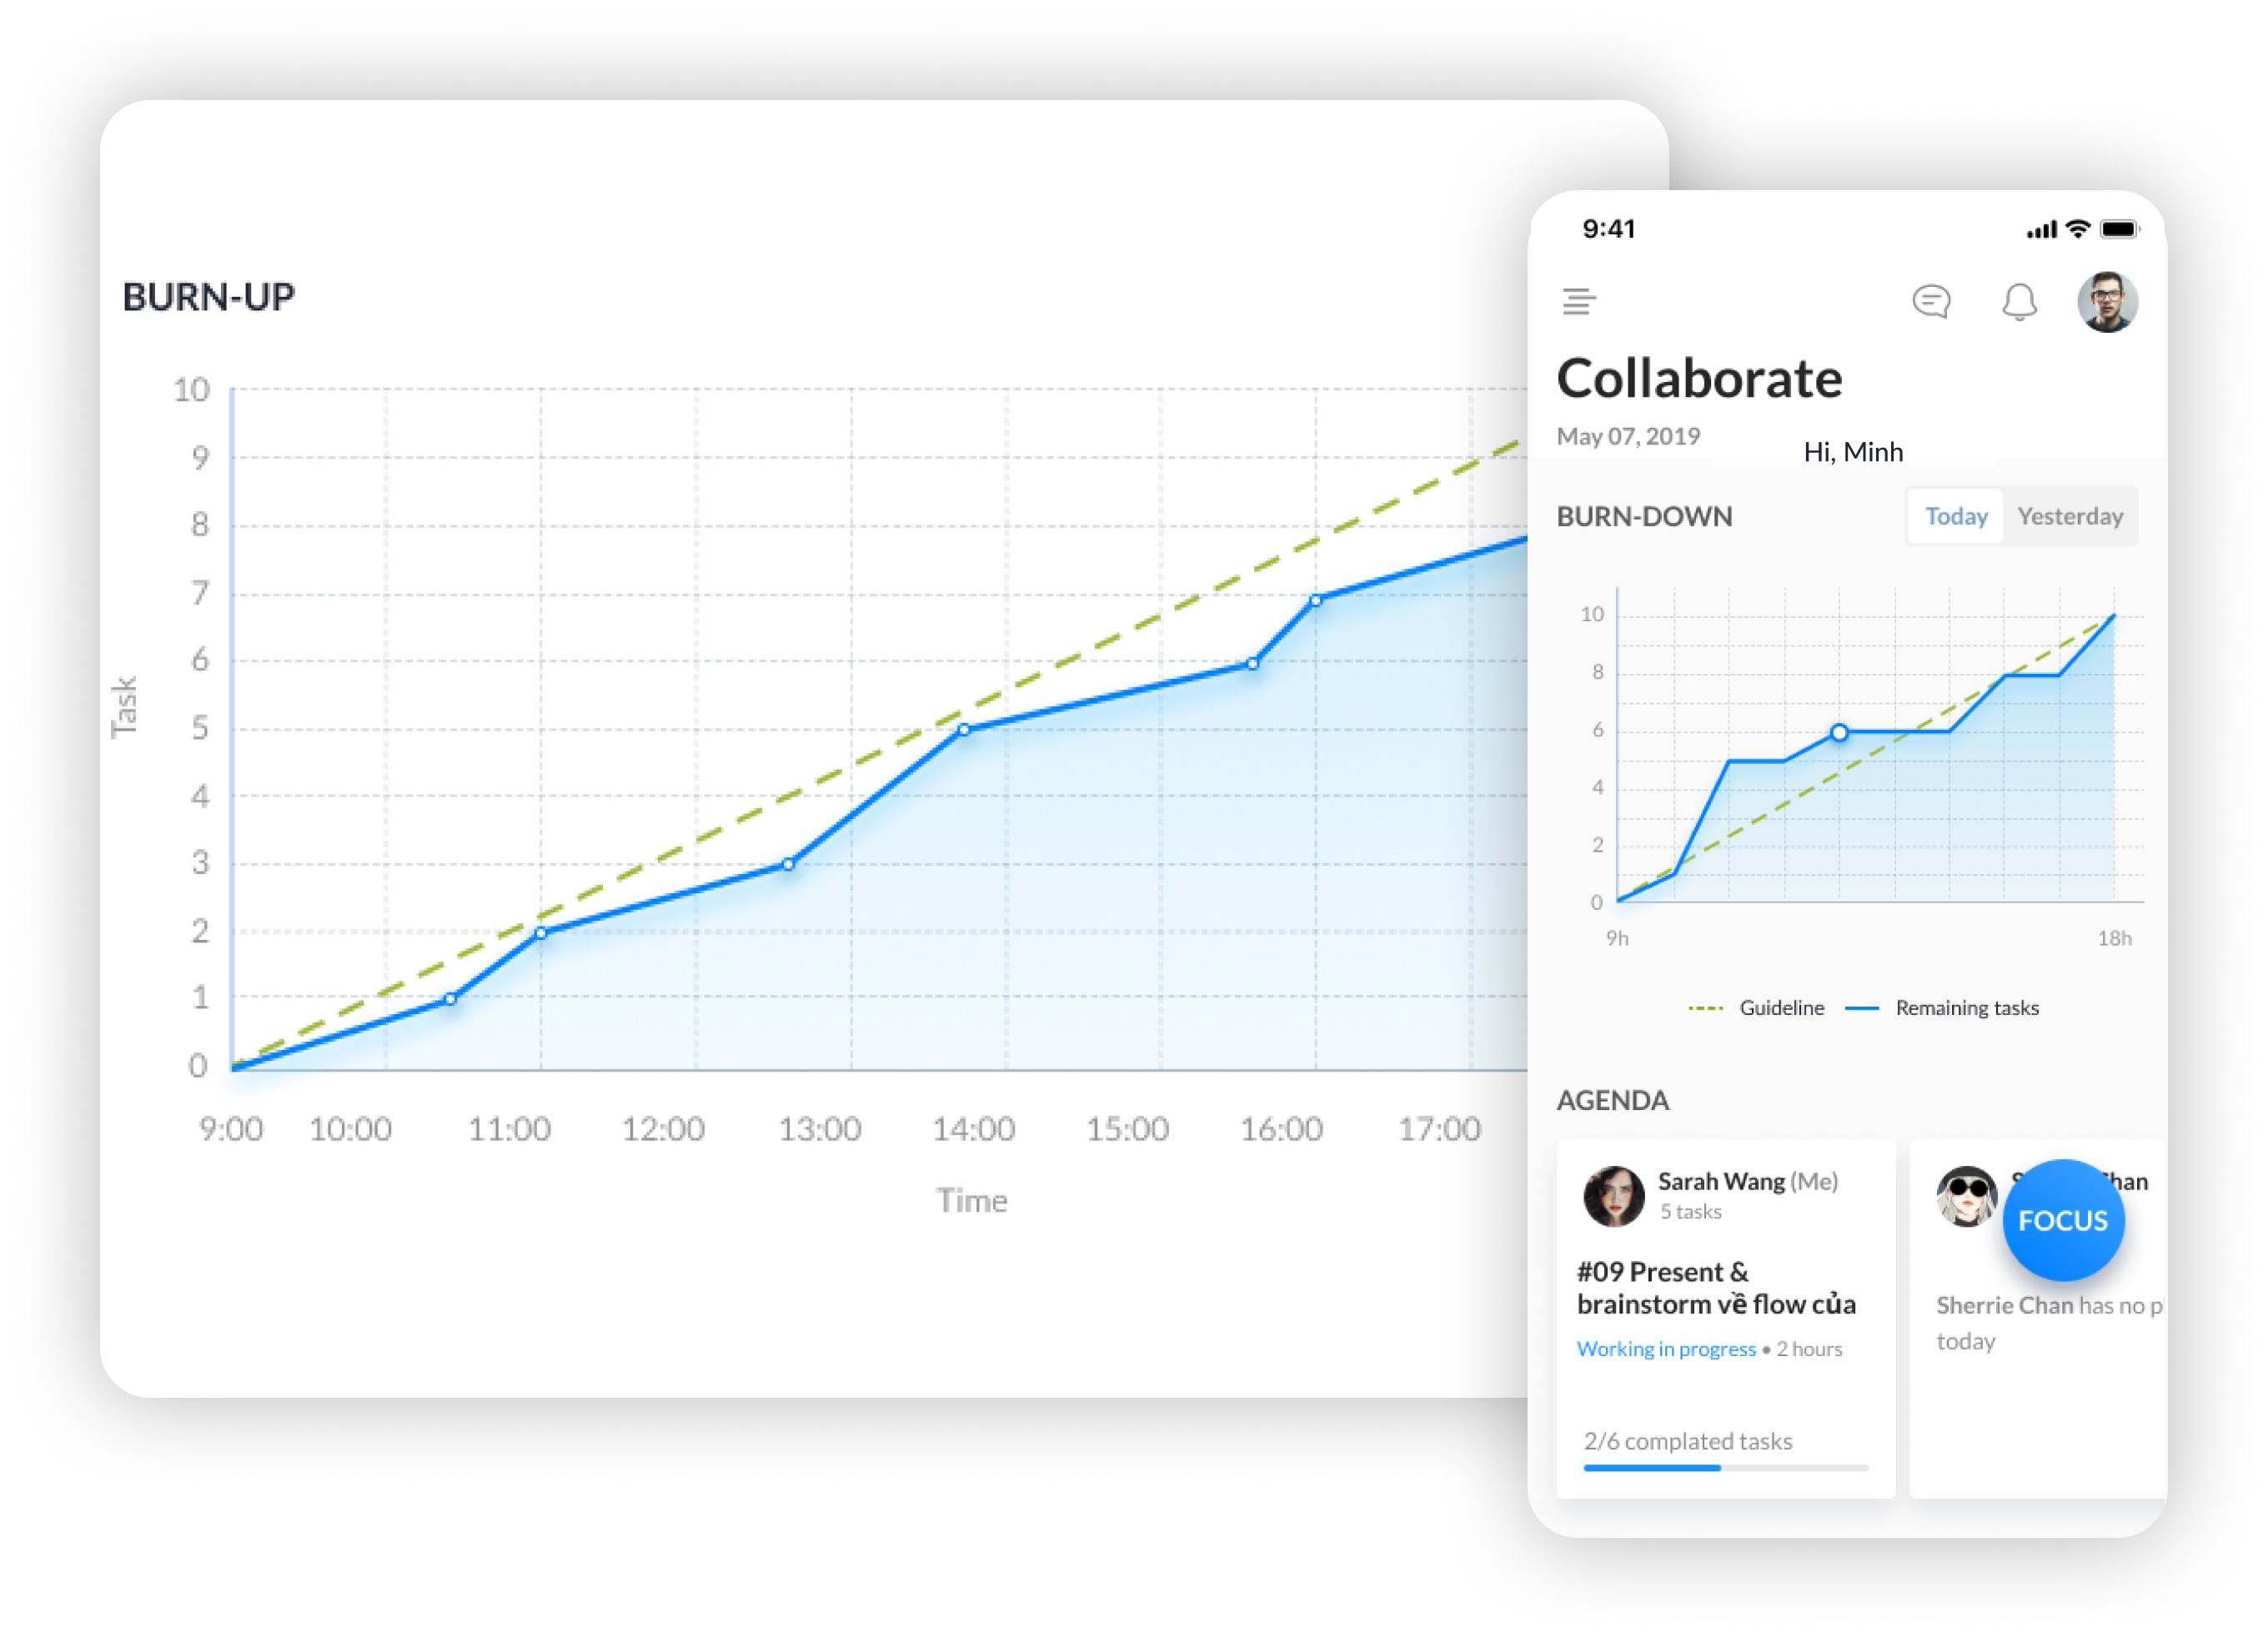 BURN-UP
10
9
8
7
6
5
4
3
2
1
0
Task
9:00 10:00 11:00 12:00 13:00 14:00 15:00 16:00 17:00
Time
9:41
Collaborate
May 07, 2019
Hi, Minh
BURN-DOWN
Today Yesterday
10
8
6
4
2
0
9h 18h
Guideline Remaining tasks
AGENDA
Sarah Wang (Me)
5 tasks
#09 Present &
brainstorm về flow của
Working in progress • 2 hours
2/6 complated tasks
FOCUS
Sherrie Chan has no
today